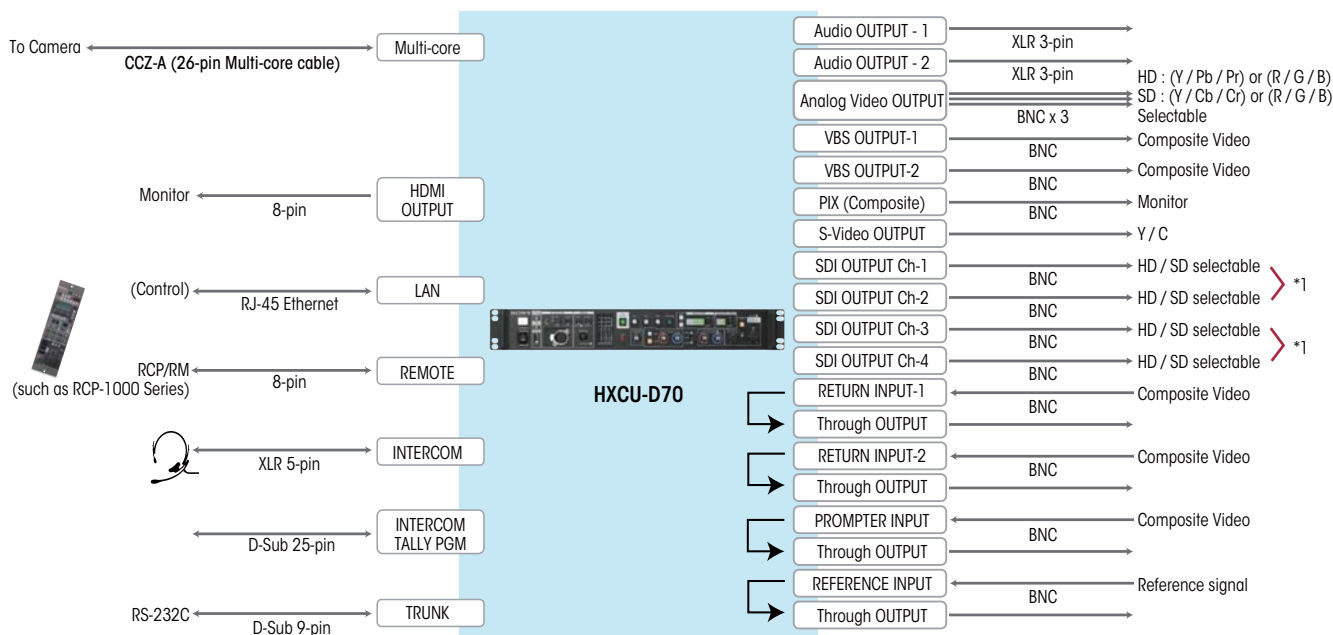 To Camera
CCZ-A (26-pin Multi-core cable)
Multi-core
Monitor
8-pin
HDMI
OUTPUT
(Control)
RJ-45 Ethernet
LAN
RCP/RM
(such as RCP-1000 Series)
8-pin
REMOTE
XLR 5-pin
INTERCOM
D-Sub 25-pin
INTERCOM
TALLY PGM
RS-232C
D-Sub 9-pin
TRUNK
HXCU-D70
Audio OUTPUT - 1
XLR 3-pin
Audio OUTPUT - 2
XLR 3-pin
Analog Video OUTPUT
BNC x 3
HD : (Y / Pb / Pr) or (R / G / B)
SD : (Y / Cb / Cr) or (R / G / B)
Selectable
VBS OUTPUT-1
BNC
Composite Video
VBS OUTPUT-2
BNC
Composite Video
PIX (Composite)
BNC
Monitor
S-Video OUTPUT
Y / C
SDI OUTPUT Ch-1
BNC
HD / SD selectable
SDI OUTPUT Ch-2
BNC
HD / SD selectable
*1
SDI OUTPUT Ch-3
BNC
HD / SD selectable
SDI OUTPUT Ch-4
BNC
HD / SD selectable
*1
RETURN INPUT-1
BNC
Composite Video
Through OUTPUT
RETURN INPUT-2
BNC
Composite Video
Through OUTPUT
PROMPTER INPUT
BNC
Composite Video
Through OUTPUT
REFERENCE INPUT
BNC
Reference signal
Through OUTPUT